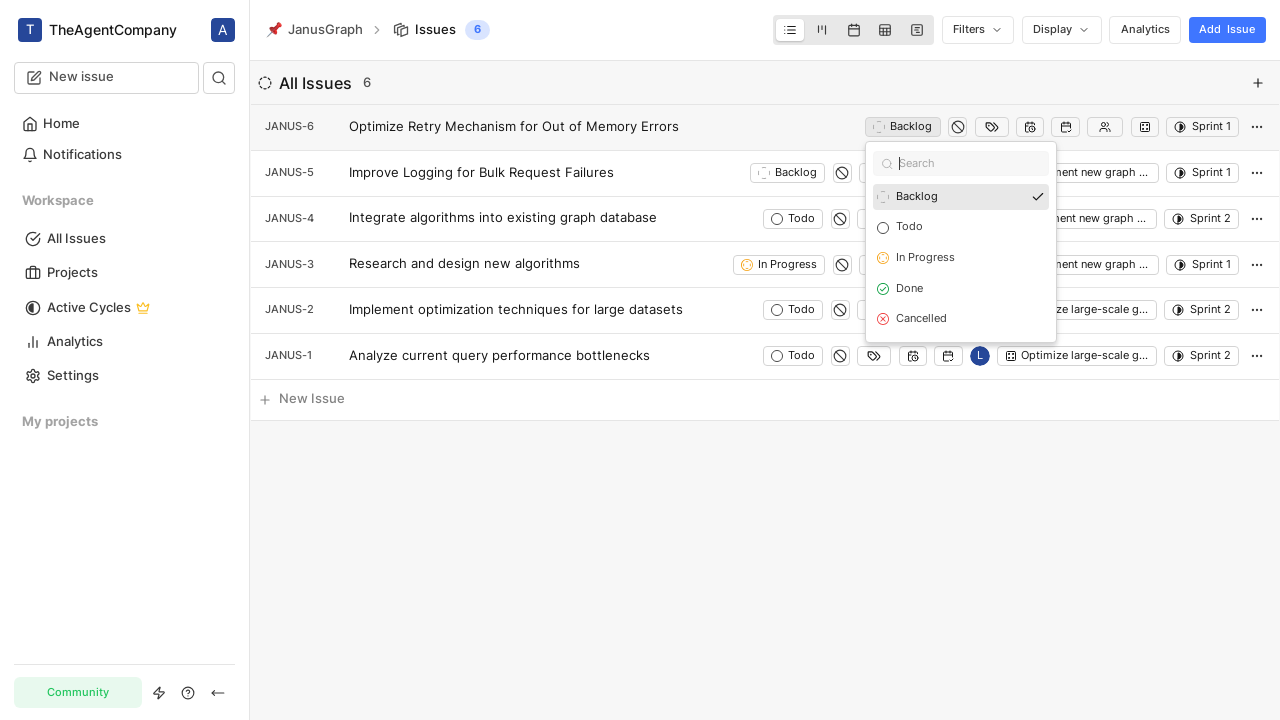 T TheAgentCompany A
New issue
Home
Notifications
Workspace
All Issues
Projects
Active Cycles
Analytics
Settings
My projects
Community
JanusGraph Issues 6
Filters Display Analytics Add Issue
All Issues 6
JANUS-6 Optimize Retry Mechanism for Out of Memory Errors Backlog Sprint 1
JANUS-5 Improve Logging for Bulk Request Failures Backlog ment new graph ... Sprint 1
JANUS-4 Integrate algorithms into existing graph database Todo ment new graph ... Sprint 2
JANUS-3 Research and design new algorithms In Progress ment new graph ... Sprint 1
JANUS-2 Implement optimization techniques for large datasets Todo ze large-scale g... Sprint 2
JANUS-1 Analyze current query performance bottlenecks Todo L Optimize large-scale g... Sprint 2
New Issue
Search
Backlog
Todo
In Progress
Done
Cancelled